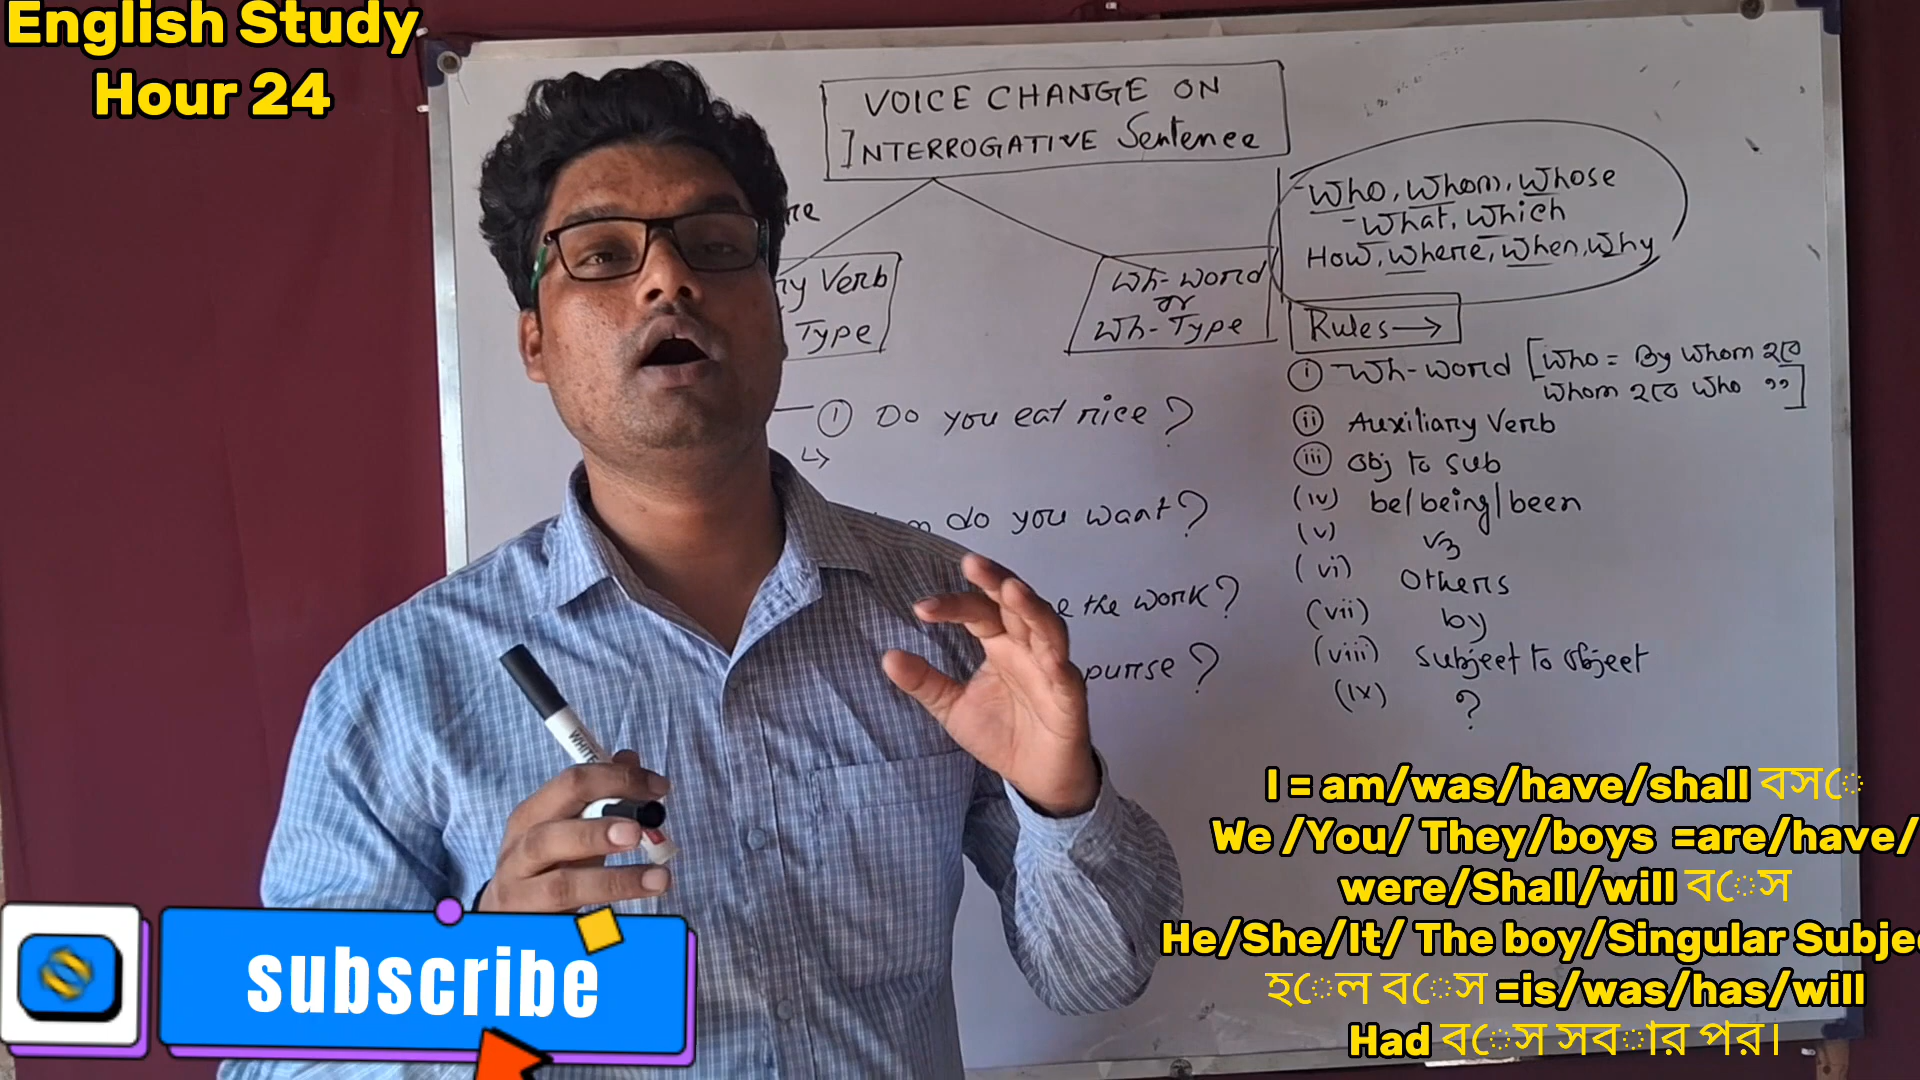 English Study
Hour 24
VOICE CHANGE ON
INTERROGATIVE Sentence
Who, Whom, Whose
- What, Which
How, Where, When, Why
Verb
Type
Wh-word
or
Wh-Type
Rules→
(i) Wh-word [Who = By Whom হবে
Whom হবে Who ”]
(ii) Auxiliary Verb
(iii) Obj to sub
(iv) be/being/been
(v) V3
(vi) Others
(vii) by
(viii) Subject to Object
(ix) ?
① Do you eat rice?
↳
do you want?
the work?
purse?
WHITE
I = am/was/have/shall বসে
We /You/ They/boys =are/have/
were/Shall/will বেস
He/She/It/ The boy/Singular Subje
হেল বেস =is/was/has/will
Had বেস সবার পর।
subscribe